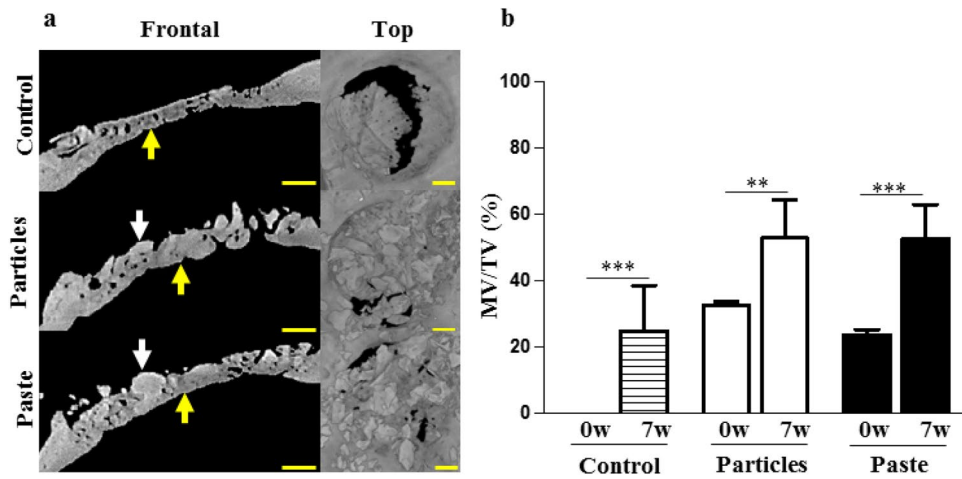 a
Frontal
Top
Control
Particles
Paste
b
MV/TV (%)
100
80
60
40
20
0
***
**
***
0w 7w 0w 7w 0w 7w
Control Particles Paste